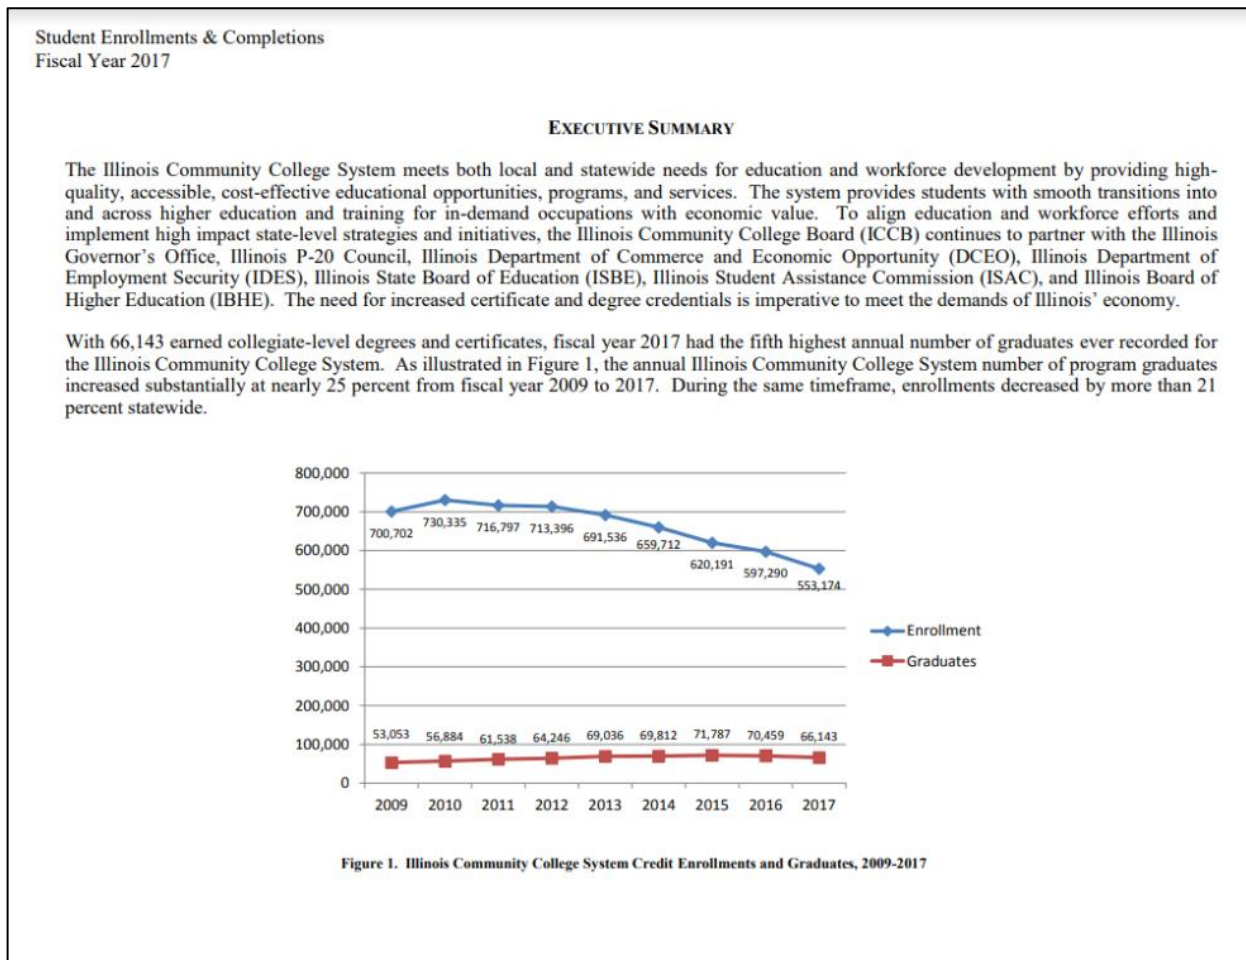 Student Enrollments & Completions
Fiscal Year 2017
EXECUTIVE SUMMARY
The Illinois Community College System meets both local and statewide needs for education and workforce development by providing high-
quality, accessible, cost-effective educational opportunities, programs, and services. The system provides students with smooth transitions into
and across higher education and training for in-demand occupations with economic value. To align education and workforce efforts and
implement high impact state-level strategies and initiatives, the Illinois Community College Board (ICCB) continues to partner with the Illinois
Governor's Office, Illinois P-20 Council, Illinois Department of Commerce and Economic Opportunity (DCEO), Illinois Department of
Employment Security (IDES), Illinois State Board of Education (ISBE), Illinois Student Assistance Commission (ISAC), and Illinois Board of
Higher Education (IBHE). The need for increased certificate and degree credentials is imperative to meet the demands of Illinois' economy.
With 66,143 earned collegiate-level degrees and certificates, fiscal year 2017 had the fifth highest annual number of graduates ever recorded for
the Illinois Community College System. As illustrated in Figure 1, the annual Illinois Community College System number of program graduates
increased substantially at nearly 25 percent from fiscal year 2009 to 2017. During the same timeframe, enrollments decreased by more than 21
percent statewide.
800,000
700,000
600,000
500,000
400,000
300,000
200,000
100,000
0
700,702 730,335 716,797 713,396 691,536 659,712 620,191 597,290 553,174
53,053 56,884 61,538 64,246 69,036 69,812 71,787 70,459 66,143
2009 2010 2011 2012 2013 2014 2015 2016 2017
Enrollment
Graduates
Figure 1. Illinois Community College System Credit Enrollments and Graduates, 2009-2017